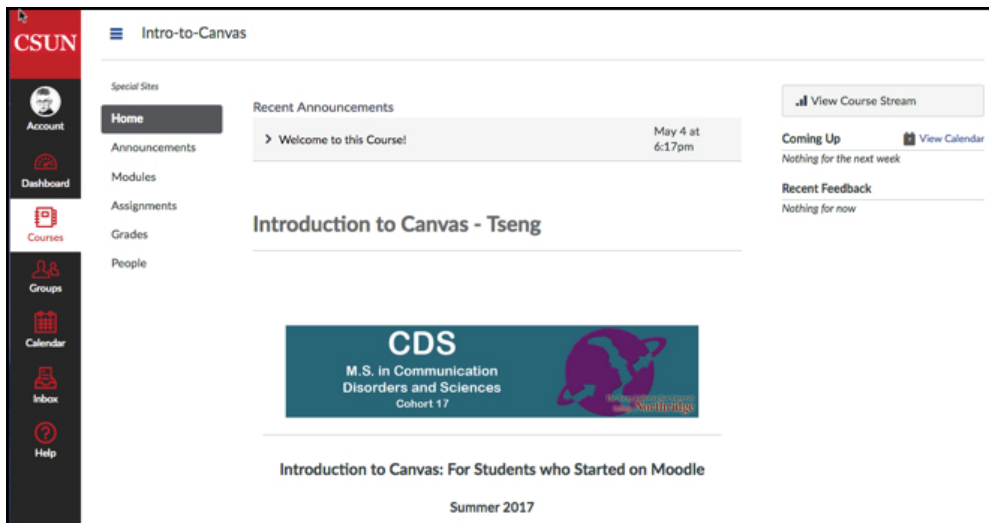 CSUN
Account
Dashboard
Courses
Groups
Calendar
Inbox
Help
Intro-to-Canvas
Special Sites
Home
Announcements
Modules
Assignments
Grades
People
Recent Announcements
Welcome to this Course!
May 4 at
6:17pm
Introduction to Canvas - Tseng
CDS
M.S. in Communication
Disorders and Sciences
Cohort 17
Northridge
Introduction to Canvas: For Students who Started on Moodle
Summer 2017
View Course Stream
Coming Up
View Calendar
Nothing for the next week
Recent Feedback
Nothing for now